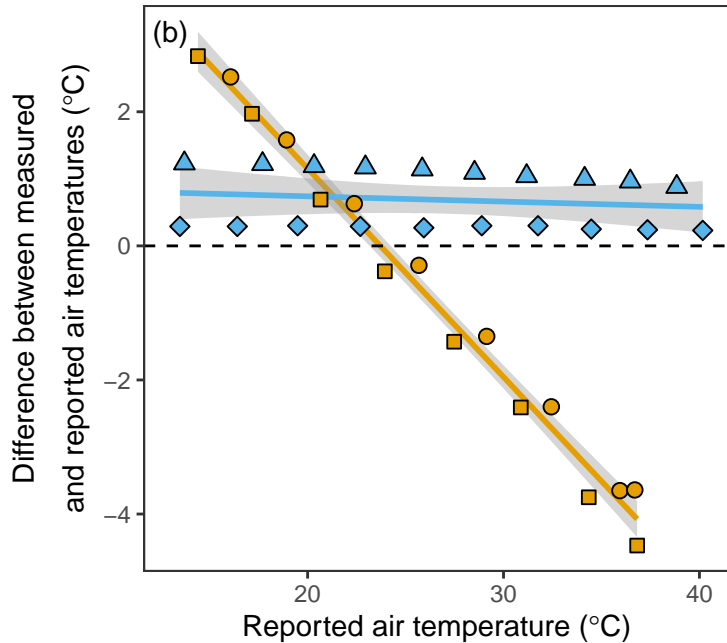 (b)
Difference between measured
and reported air temperatures (°C)
2
0
−2
−4
20
30
40
Reported air temperature (°C)